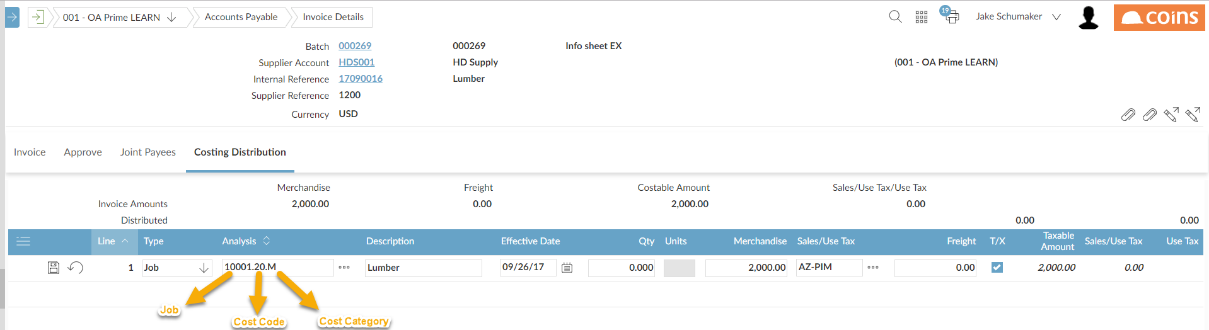 001 - OA Prime LEARN Accounts Payable Invoice Details 19 Jake Schumaker coins
Batch 000269 000269 Info sheet EX
Supplier Account HDS001 HD Supply (001 - OA Prime LEARN)
Internal Reference 17090016 Lumber
Supplier Reference 1200
Currency USD
Invoice Approve Joint Payees Costing Distribution
Merchandise Freight Costable Amount Sales/Use Tax/Use Tax
Invoice Amounts 2,000.00 0.00 2,000.00 0.00
Distributed 0.00 0.00
Line Type Analysis Description Effective Date Qty Units Merchandise Sales/Use Tax Freight T/X Taxable Amount Sales/Use Tax Use Tax
1 Job 10001.20.M Lumber 09/26/17 0.000 2,000.00 AZ-PIM 0.00 2,000.00 0.00
Job Cost Code Cost Category